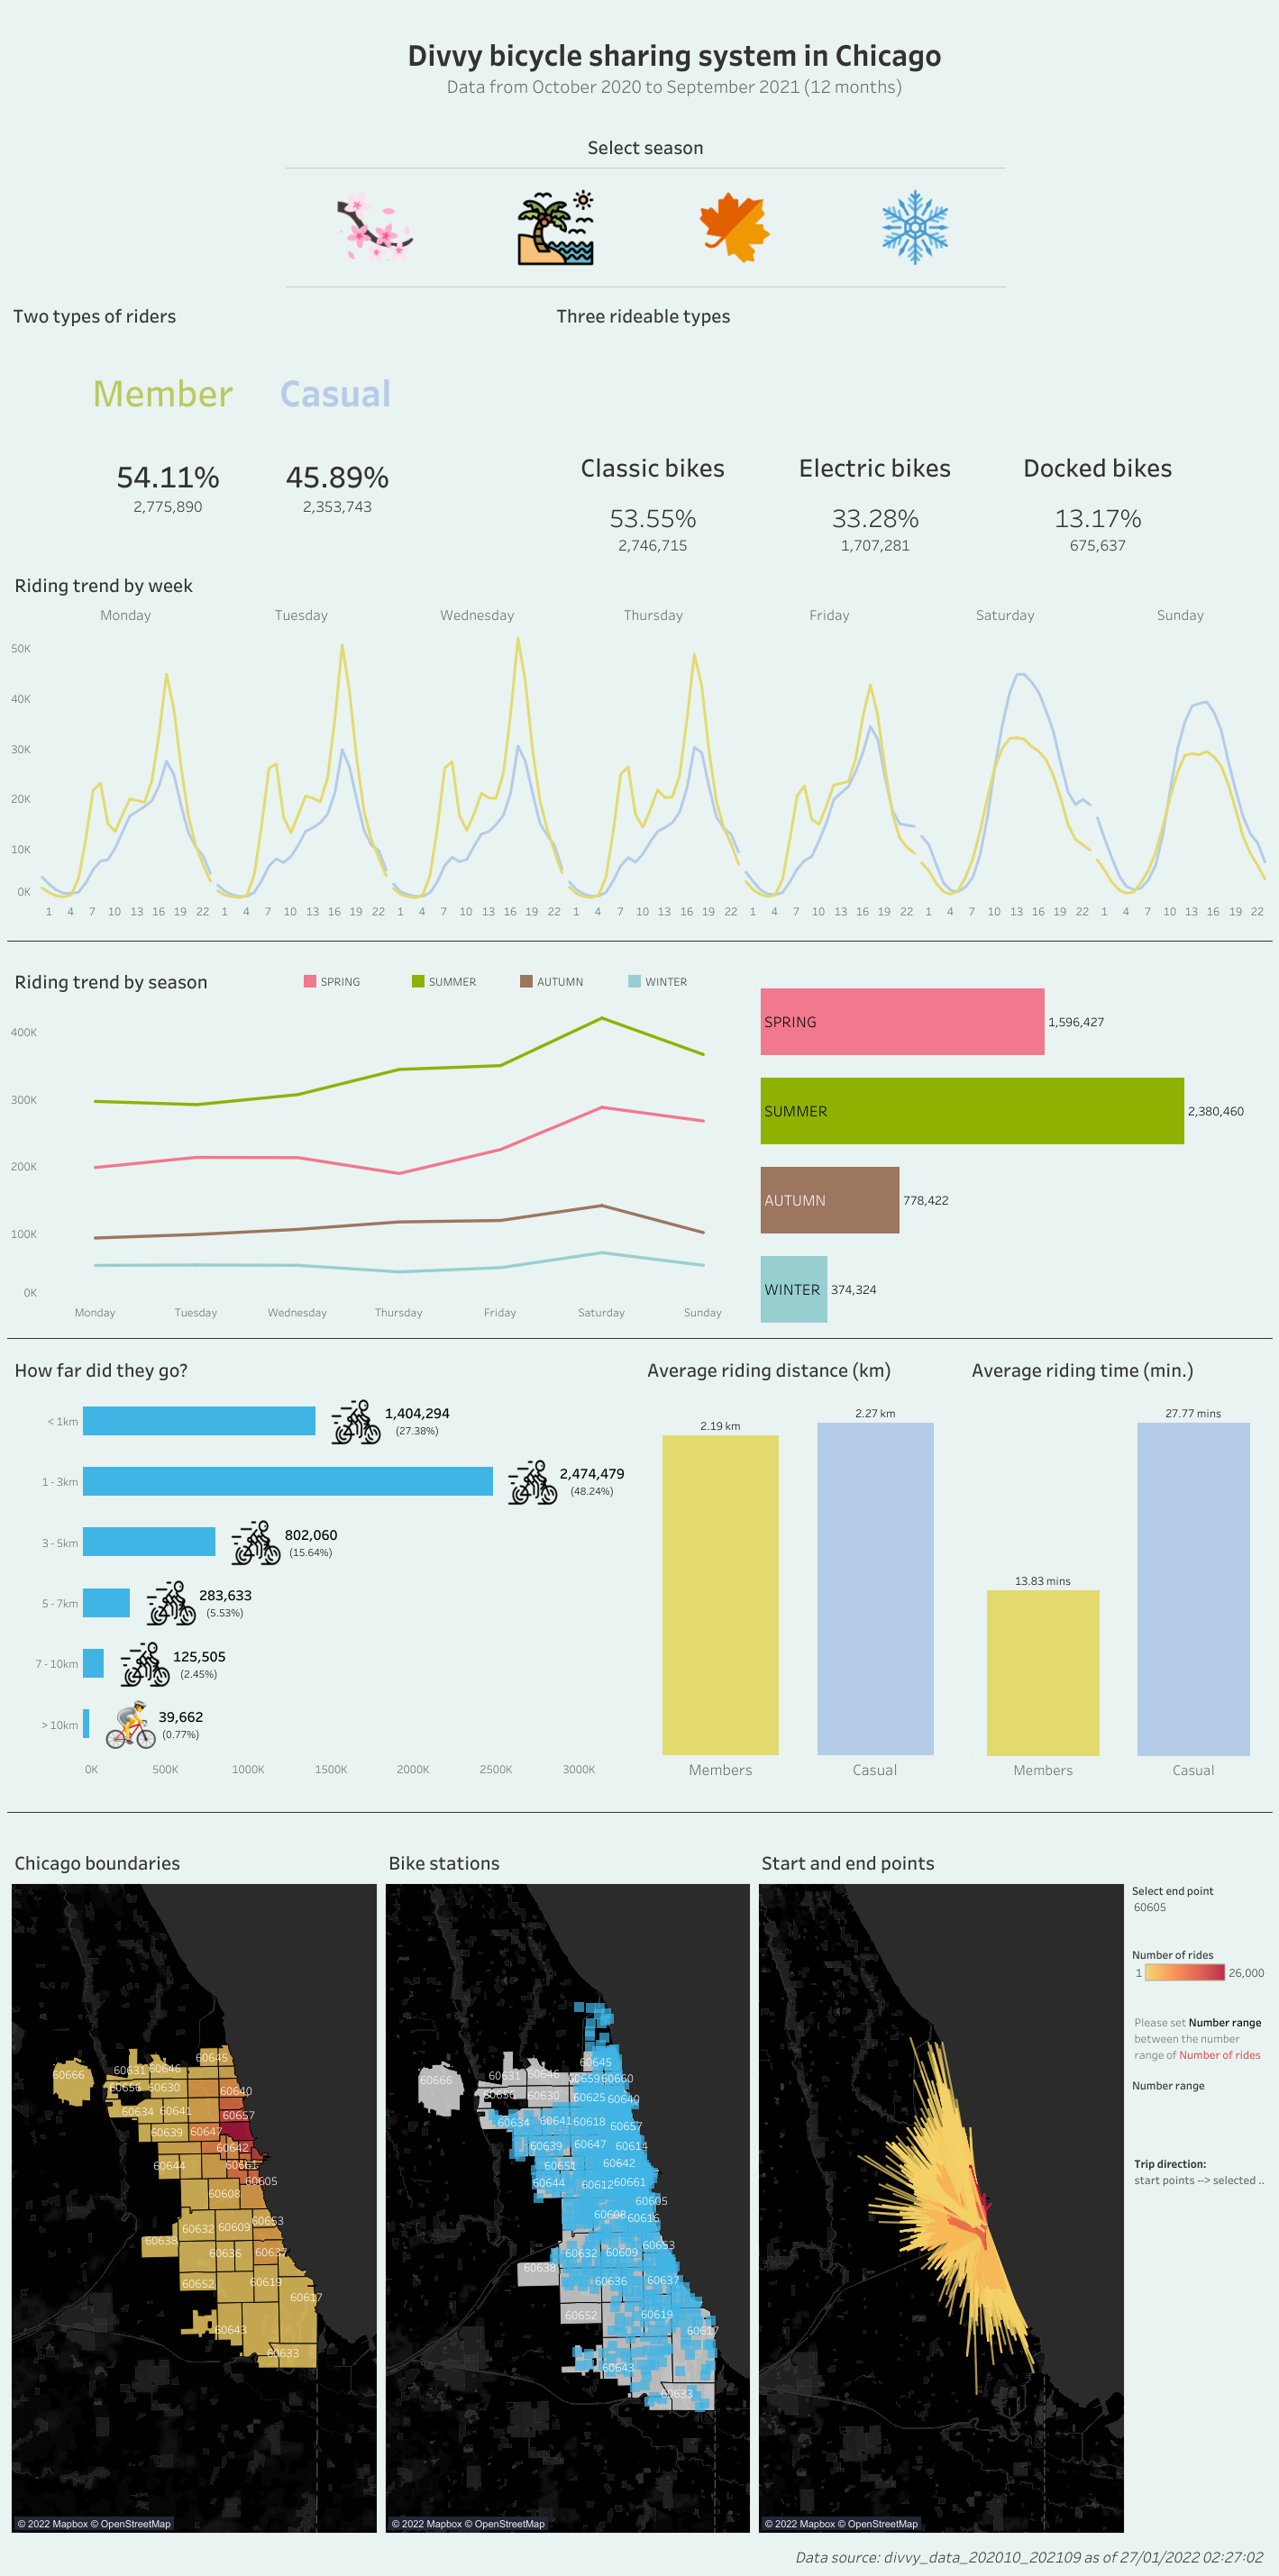 Divvy bicycle sharing system in Chicago
Data from October 2020 to September 2021 (12 months)
Select season
Two types of riders
Three rideable types
Member Casual
54.11% 45.89%
2,775,890 2,353,743
Classic bikes Electric bikes Docked bikes
53.55% 33.28% 13.17%
2,746,715 1,707,281 675,637
Riding trend by week
Monday Tuesday Wednesday Thursday Friday Saturday Sunday
50K
40K
30K
20K
10K
0K
1 4 7 10 13 16 19 22 1 4 7 10 13 16 19 22 1 4 7 10 13 16 19 22 1 4 7 10 13 16 19 22 1 4 7 10 13 16 19 22 1 4 7 10 13 16 19 22 1 4 7 10 13 16 19 22
Riding trend by season
SPRING SUMMER AUTUMN WINTER
400K
300K
200K
100K
0K
Monday Tuesday Wednesday Thursday Friday Saturday Sunday
SPRING 1,596,427
SUMMER 2,380,460
AUTUMN 778,422
WINTER 374,324
How far did they go?
< 1km 1,404,294
(27.38%)
1 - 3km 2,474,479
(48.24%)
3 - 5km 802,060
(15.64%)
5 - 7km 283,633
(5.53%)
7 - 10km 125,505
(2.45%)
> 10km 39,662
(0.77%)
0K 500K 1000K 1500K 2000K 2500K 3000K
Average riding distance (km)
2.19 km 2.27 km
Members Casual
Average riding time (min.)
27.77 mins
13.83 mins
Members Casual
Chicago boundaries
60645
60666 60631 60646
60656 60630 60640
60634 60641 60657
60639 60647
60642
60644 60661
60605
60608
60653
60632 60609
60638
60636 60637
60652 60619
60617
60643
60633
© 2022 Mapbox © OpenStreetMap
Bike stations
60645
60666 60631 60646 60659 60660
60656 60630 60625 60640
60634 60641 60618 60657
60639 60647 60614
60651 60642
60644 60612 60661
60605
60608 60616
60653
60632 60609
60638
60636 60637
60652 60619
60617
60643
60633
© 2022 Mapbox © OpenStreetMap
Start and end points
© 2022 Mapbox © OpenStreetMap
Select end point
60605
Number of rides
1 26,000
Please set Number range
between the number
range of Number of rides
Number range
Trip direction:
start points --> selected ..
Data source: divvy_data_202010_202109 as of 27/01/2022 02:27:02